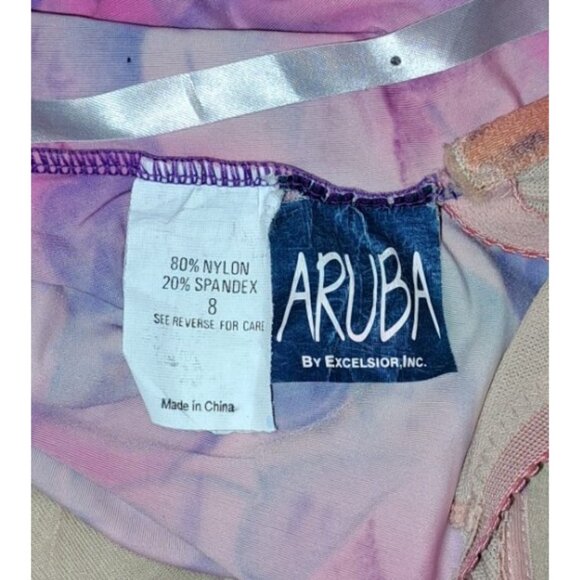 80% NYLON
20% SPANDEX
8
SEE REVERSE FOR CARE
Made in China
ARUBA
BY EXCELSIOR, INC.